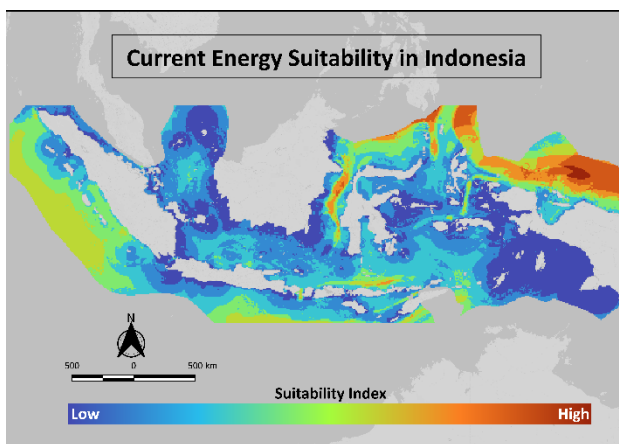 Current Energy Suitability in Indonesia
N
500 0 500 km
Suitability Index
Low High